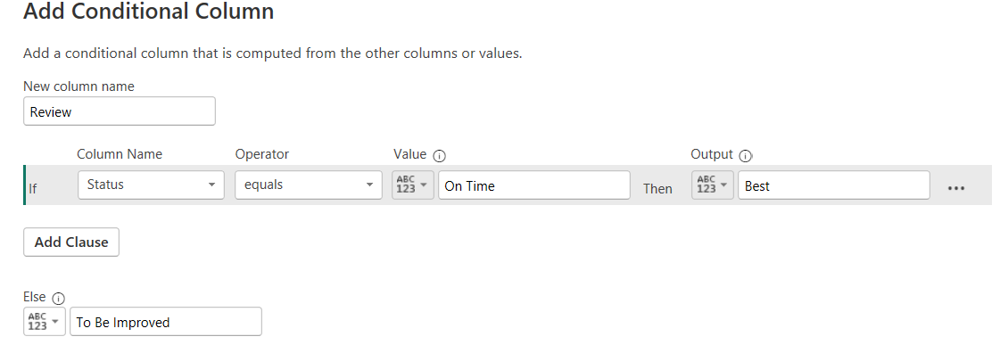 Add Conditional Column
Add a conditional column that is computed from the other columns or values.
New column name
Review
Column Name Operator Value Output
If Status equals ABC 123 On Time Then ABC 123 Best ...
Add Clause
Else
ABC 123 To Be Improved